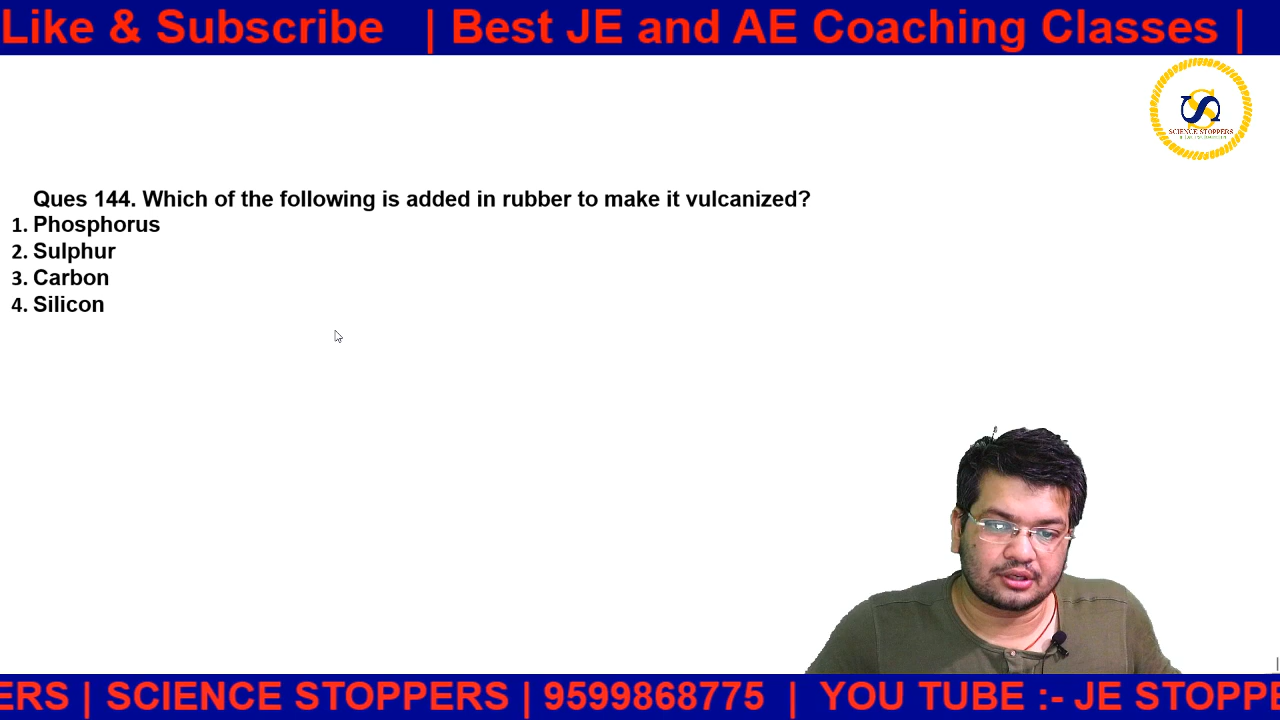 Like & Subscribe | Best JE and AE Coaching Classes |
SCIENCE STOPPERS
Ques 144. Which of the following is added in rubber to make it vulcanized?
1. Phosphorus
2. Sulphur
3. Carbon
4. Silicon
ERS | SCIENCE STOPPERS | 9599868775 | YOU TUBE :- JE STOPPE